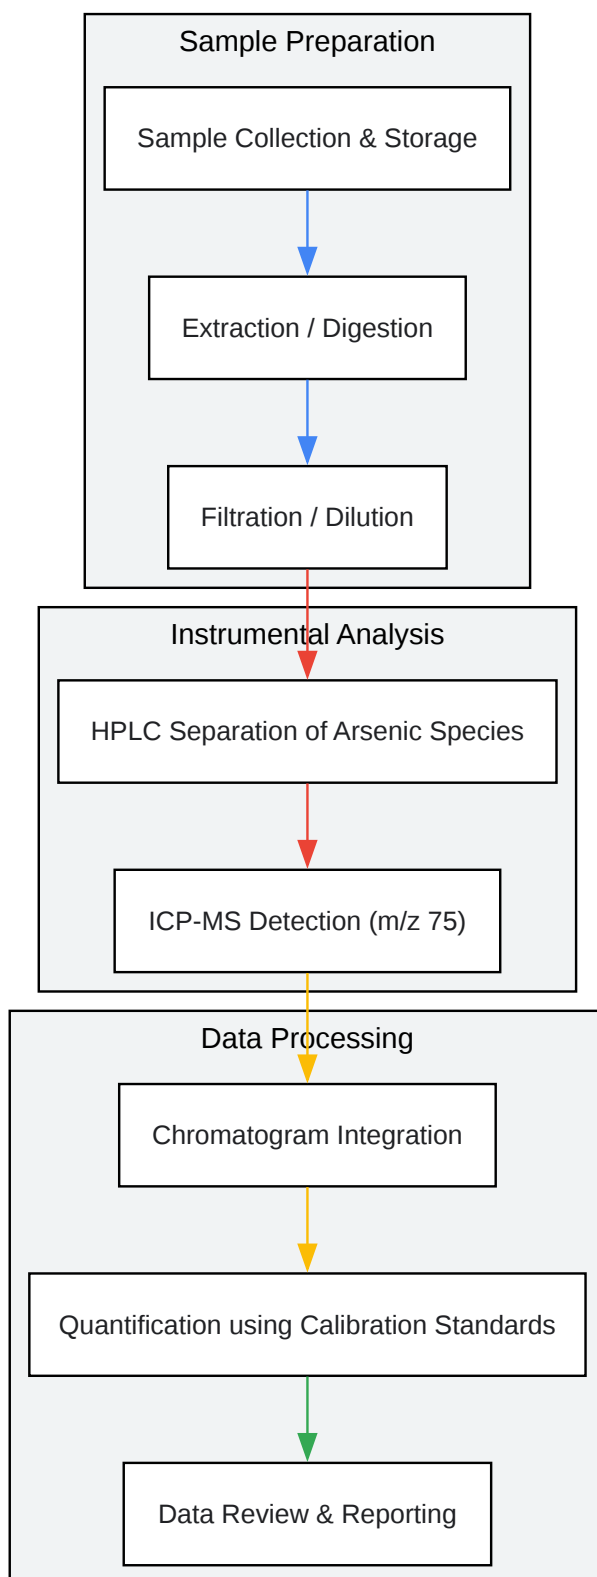 Sample Preparation
Sample Collection & Storage
Extraction / Digestion
Filtration / Dilution
Instrumental Analysis
HPLC Separation of Arsenic Species
ICP-MS Detection (m/z 75)
Data Processing
Chromatogram Integration
Quantification using Calibration Standards
Data Review & Reporting